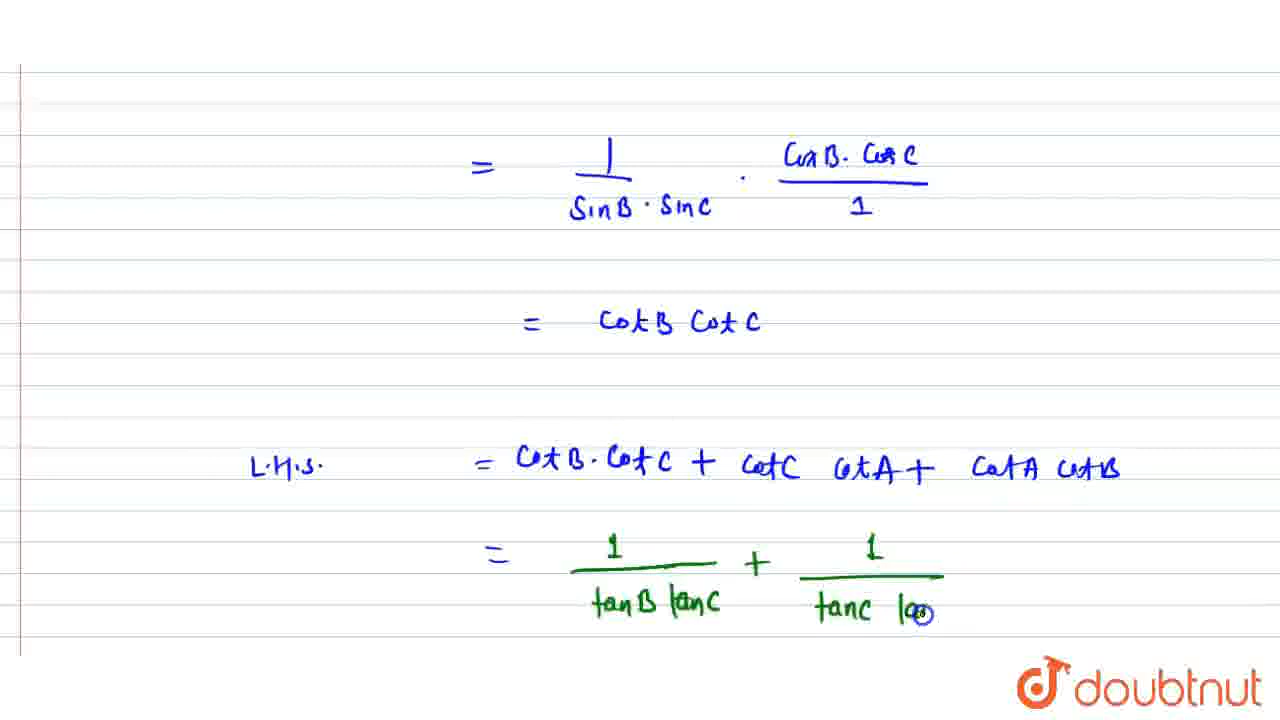 = 1/(sinB · sinC) · (CosB · CosC)/1
= CotB CotC
L.H.S. = CotB · CotC + CotC CotA + CotA CotB
= 1/(tanB tanC) + 1/(tanC
doubtnut